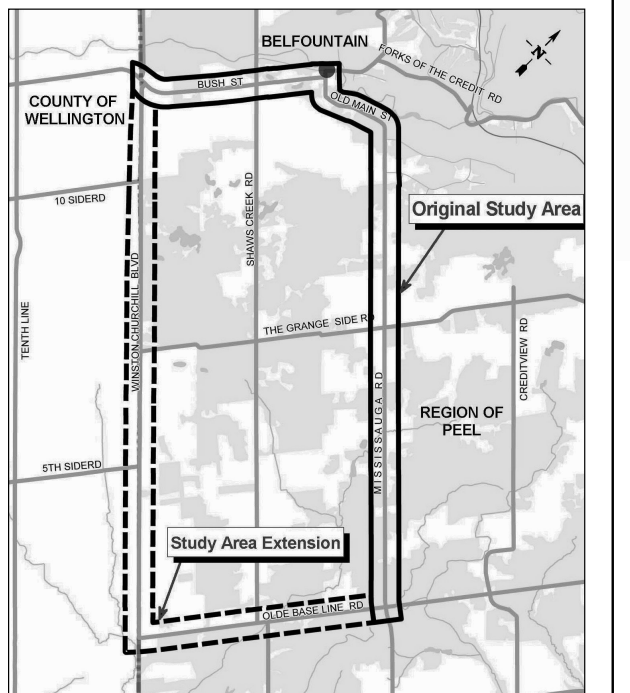 BELFOUNTAIN
FORKS OF THE CREDIT RD
N
BUSH ST
OLD MAIN ST
COUNTY OF
WELLINGTON
10 SIDERD
SHAWS CREEK RD
Original Study Area
WINSTON CHURCHILL BLVD
TENTH LINE
THE GRANGE SIDE RD
CREDITVIEW RD
MISSISSAUGA RD
REGION OF
PEEL
5TH SIDERD
Study Area Extension
OLDE BASE LINE RD